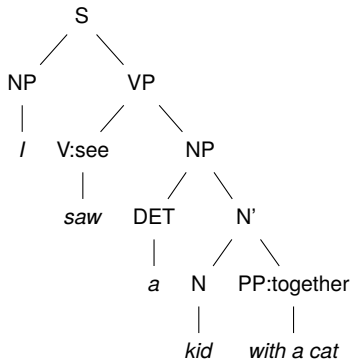 S
NP VP
I V:see NP
saw DET N'
a N PP:together
kid with a cat